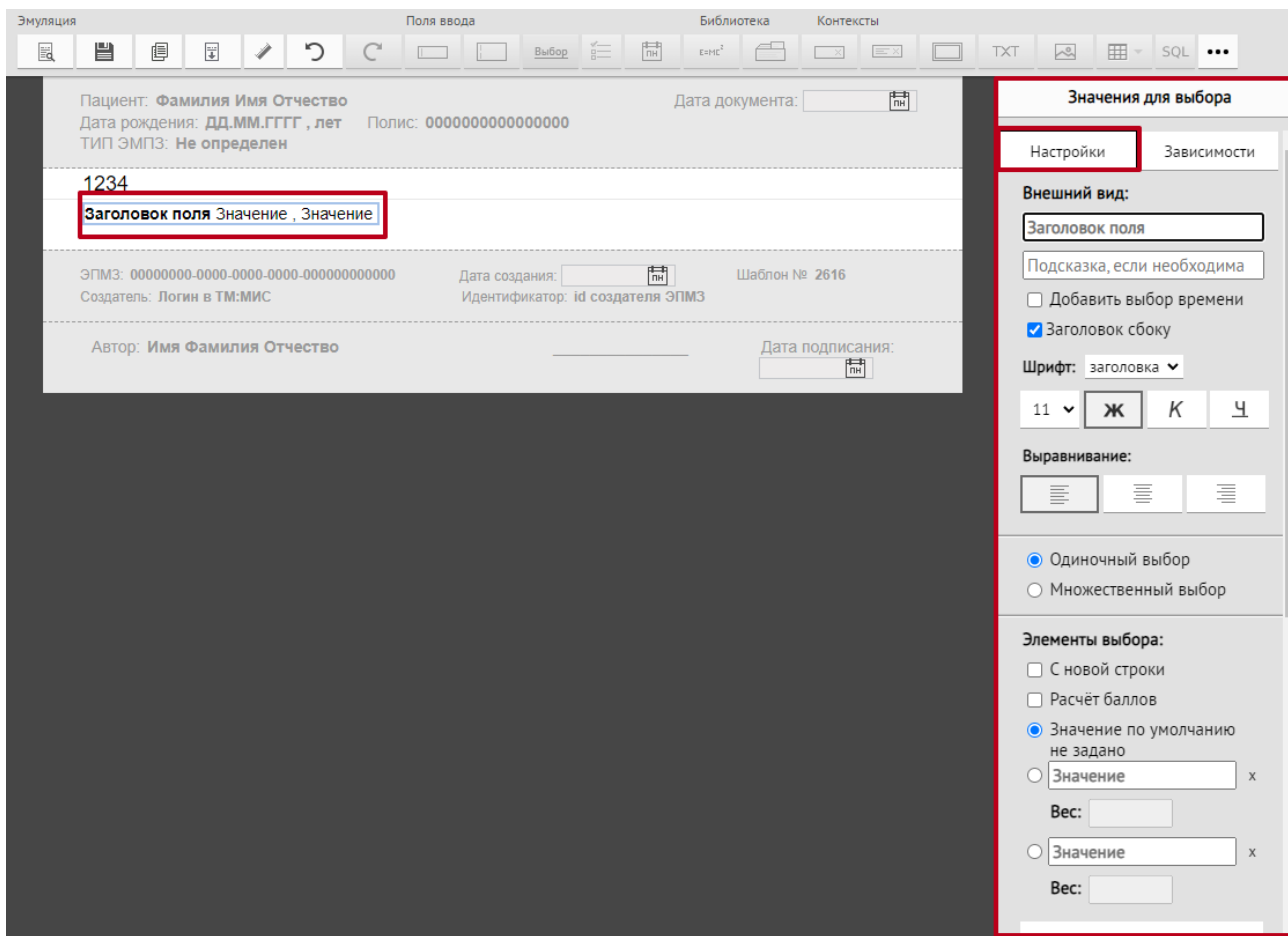 Эмуляция Поля ввода Библиотека Контексты
Выбор ПН E=MC² TXT SQL
Пациент: Фамилия Имя Отчество Дата документа: ПН
Дата рождения: ДД.ММ.ГГГГ , лет Полис: 0000000000000000
ТИП ЭМПЗ: Не определен
1234
Заголовок поля Значение , Значение
ЭПМЗ: 00000000-0000-0000-0000-000000000000 Дата создания: ПН Шаблон № 2616
Создатель: Логин в ТМ:МИС Идентификатор: id создателя ЭПМЗ
Автор: Имя Фамилия Отчество Дата подписания:
ПН
Значения для выбора
Настройки Зависимости
Внешний вид:
Заголовок поля
Подсказка, если необходима
Добавить выбор времени
Заголовок сбоку
Шрифт: заголовка
11 Ж К Ч
Выравнивание:
Одиночный выбор
Множественный выбор
Элементы выбора:
С новой строки
Расчёт баллов
Значение по умолчанию
не задано
Значение x
Вес:
Значение x
Вес: